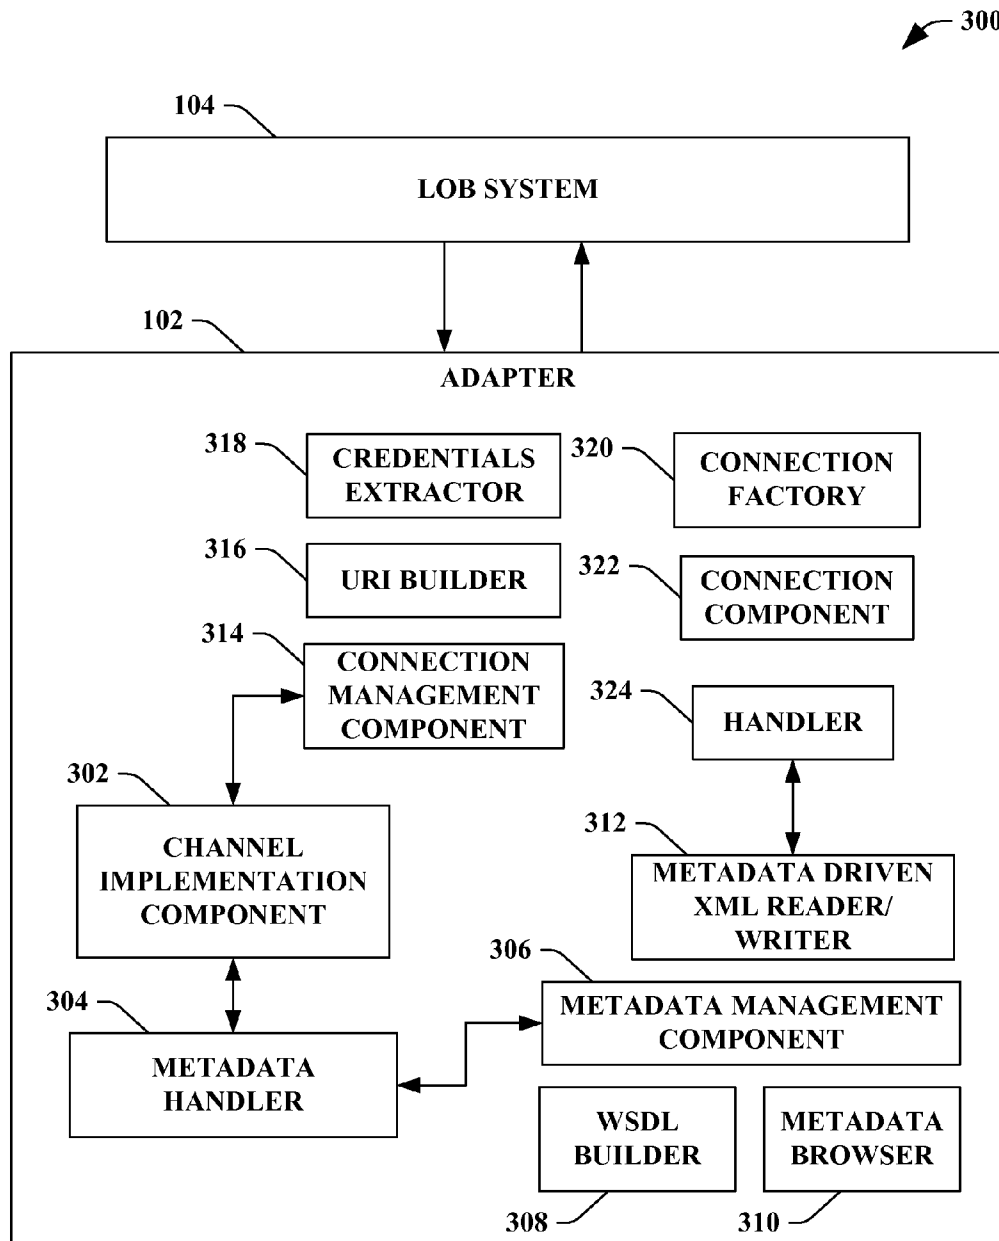 300
104
LOB SYSTEM
102
ADAPTER
318
CREDENTIALS
EXTRACTOR
320
CONNECTION
FACTORY
316
URI BUILDER
322
CONNECTION
COMPONENT
314
CONNECTION
MANAGEMENT
COMPONENT
324
HANDLER
302
CHANNEL
IMPLEMENTATION
COMPONENT
312
METADATA DRIVEN
XML READER/
WRITER
306
METADATA MANAGEMENT
COMPONENT
304
METADATA
HANDLER
WSDL
BUILDER
308
METADATA
BROWSER
310